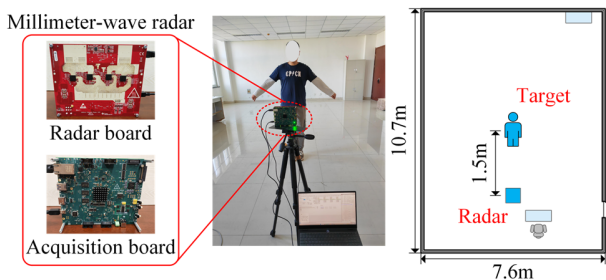 Millimeter-wave radar
Radar board
Acquisition board
Target
1.5m
Radar
10.7m
7.6m